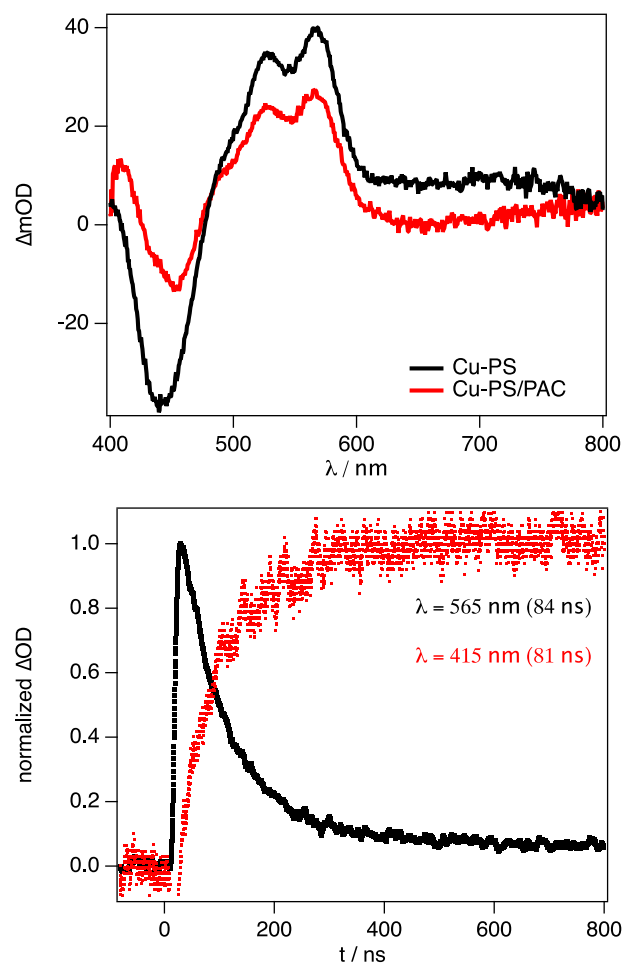 40
20
0
-20
ΔmOD
Cu-PS
Cu-PS/PAC
400
500
600
700
800
λ / nm
1.0
0.8
0.6
0.4
0.2
0.0
normalized ΔOD
λ = 565 nm (84 ns)
λ = 415 nm (81 ns)
0
200
400
600
800
t / ns